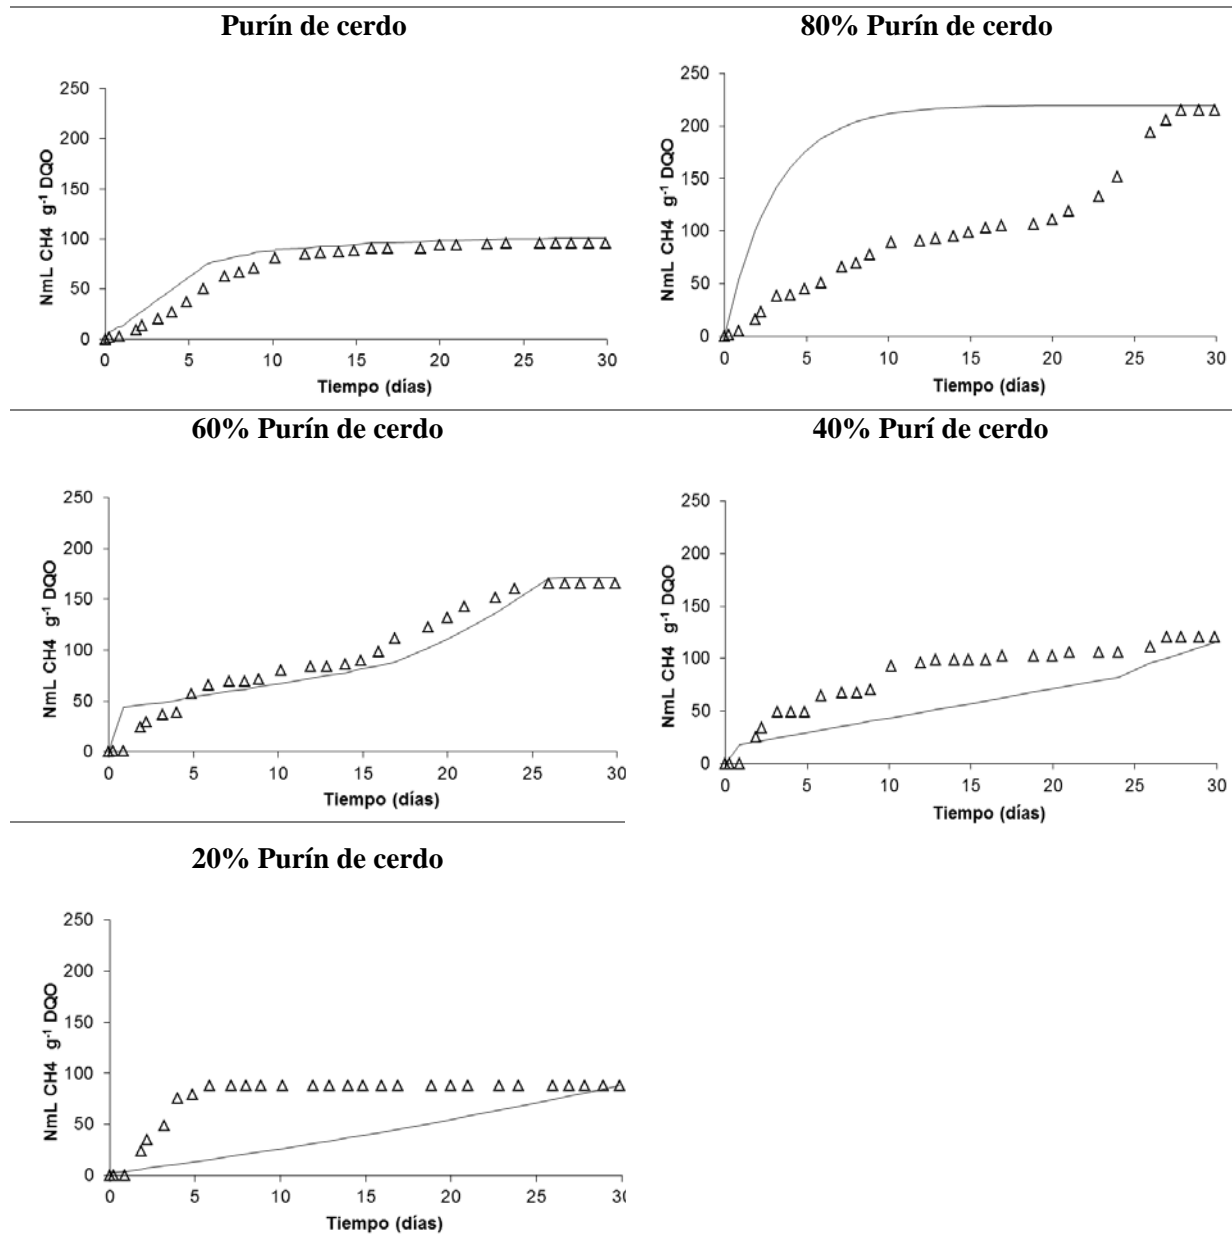 Purín de cerdo
250
200
150
100
50
0
0 5 10 15 20 25 30
NmL CH4 g-1 DQO
Tiempo (días)
80% Purín de cerdo
250
200
150
100
50
0
0 5 10 15 20 25 30
NmL CH4 g-1 DQO
Tiempo (días)
60% Purín de cerdo
250
200
150
100
50
0
0 5 10 15 20 25 30
NmL CH4 g-1 DQO
Tiempo (días)
40% Purí de cerdo
250
200
150
100
50
0
0 5 10 15 20 25 30
NmL CH4 g-1 DQO
Tiempo (días)
20% Purín de cerdo
250
200
150
100
50
0
0 5 10 15 20 25 30
NmL CH4 g-1 DQO
Tiempo (días)